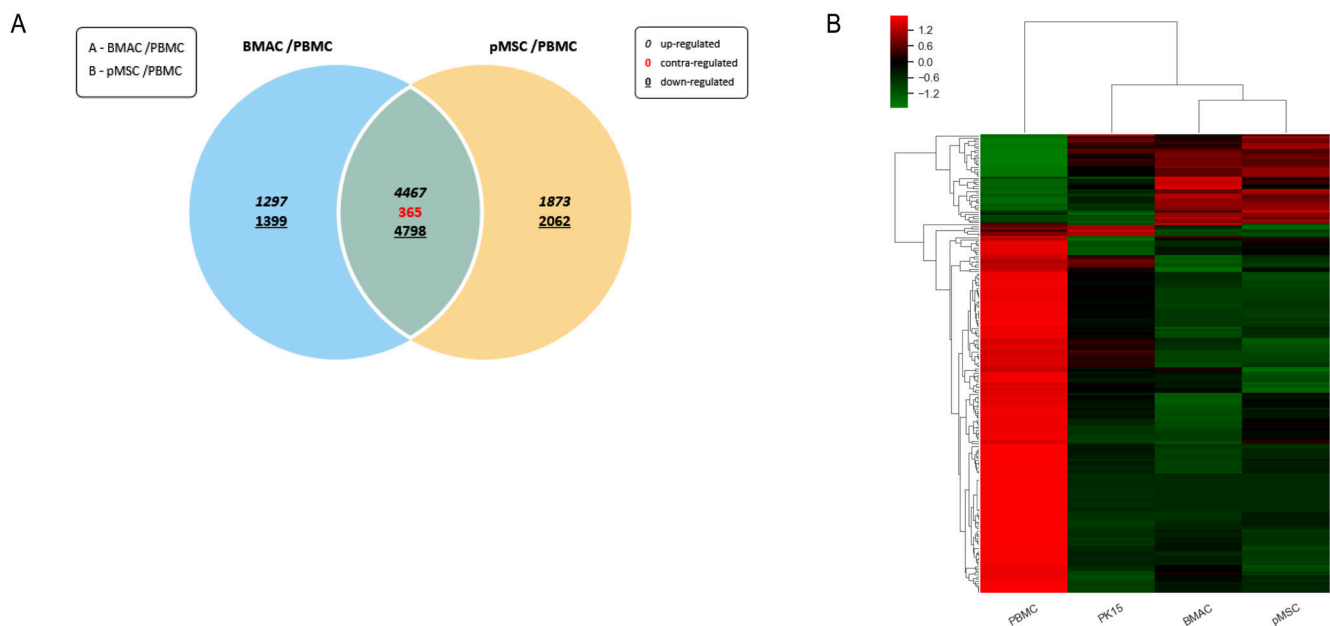 A
A - BMAC /PBMC
B - pMSC /PBMC
BMAC /PBMC
pMSC /PBMC
0 up-regulated
0 contra-regulated
0 down-regulated
1297
1399
4467
365
4798
1873
2062
B
1.2
0.6
0.0
−0.6
−1.2
PBMC
PK15
BMAC
pMSC